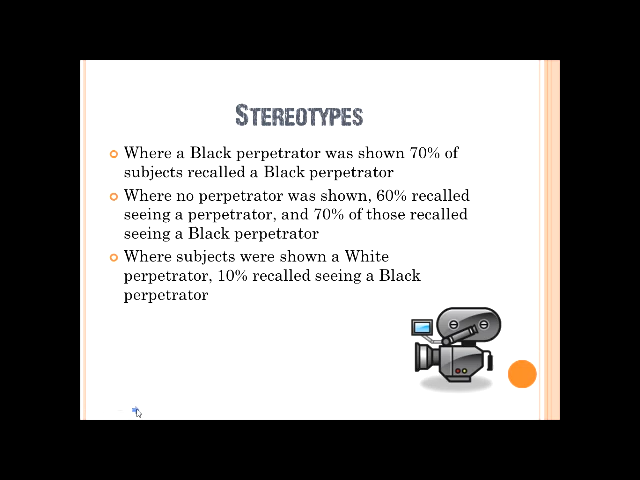 STEREOTYPES
Where a Black perpetrator was shown 70% of
subjects recalled a Black perpetrator
Where no perpetrator was shown, 60% recalled
seeing a perpetrator, and 70% of those recalled
seeing a Black perpetrator
Where subjects were shown a White
perpetrator, 10% recalled seeing a Black
perpetrator